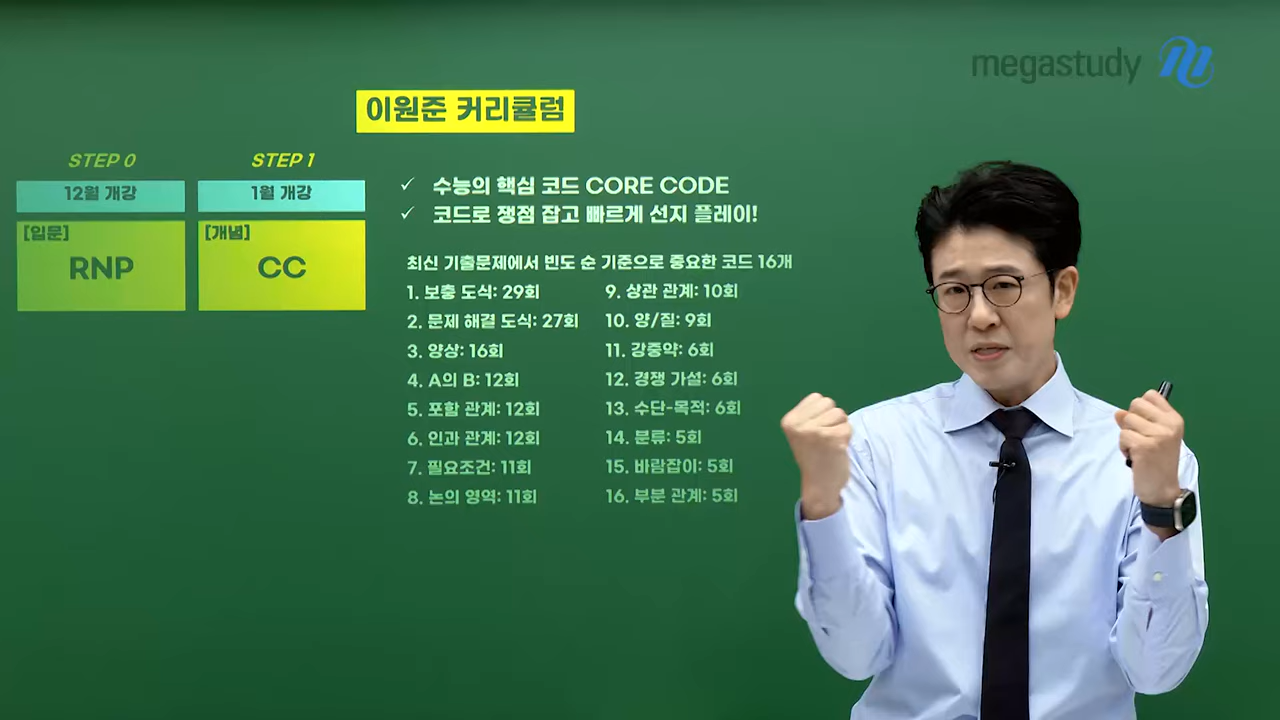 megastudy
이원준 커리큘럼
STEP 0
STEP 1
12월 개강
1월 개강
[입문]
RNP
[개념]
CC
✓ 수능의 핵심 코드 CORE CODE
✓ 코드로 쟁점 잡고 빠르게 선지 플레이!
최신 기출문제에서 빈도 순 기준으로 중요한 코드 16개
1. 보충 도식: 29회
2. 문제 해결 도식: 27회
3. 양상: 16회
4. A의 B: 12회
5. 포함 관계: 12회
6. 인과 관계: 12회
7. 필요조건: 11회
8. 논의 영역: 11회
9. 상관 관계: 10회
10. 양/질: 9회
11. 강중약: 6회
12. 경쟁 가설: 6회
13. 수단-목적: 6회
14. 분류: 5회
15. 바람잡이: 5회
16. 부분 관계: 5회